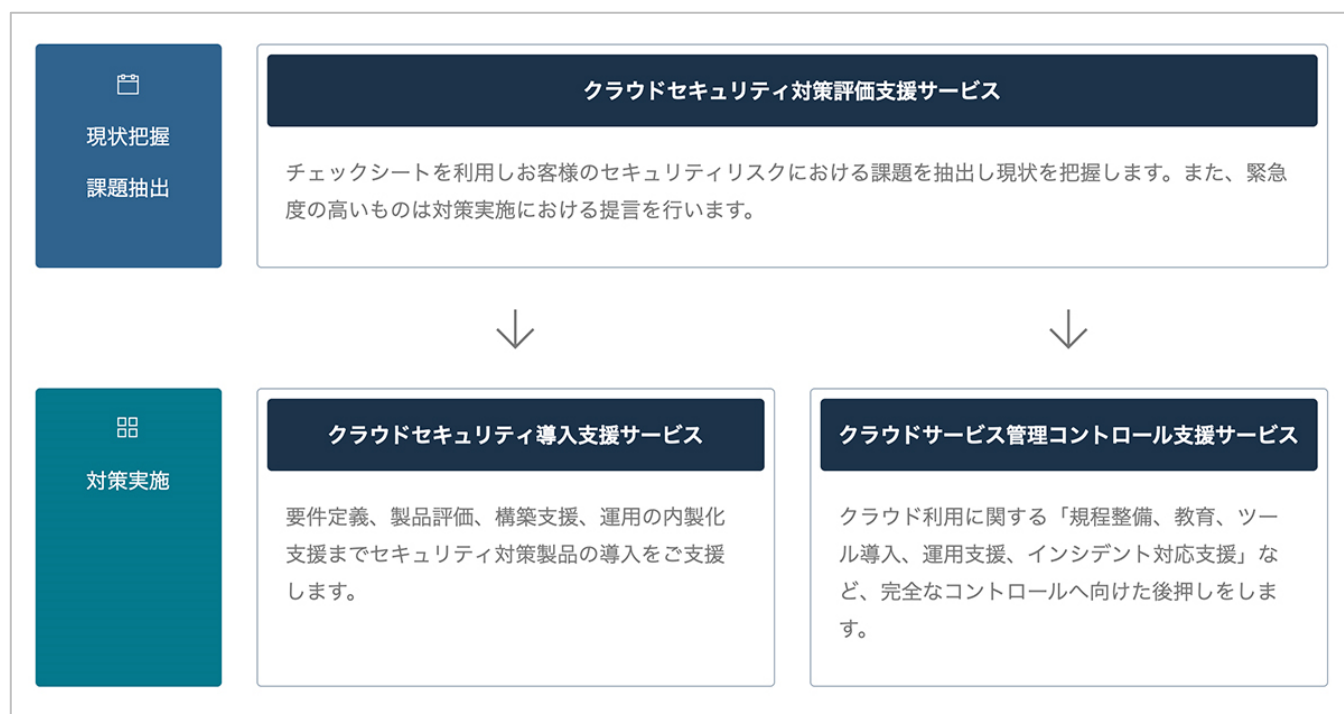 現状把握
課題抽出
クラウドセキュリティ対策評価支援サービス
チェックシートを利用しお客様のセキュリティリスクにおける課題を抽出し現状を把握します。また、緊急
度の高いものは対策実施における提言を行います。
対策実施
クラウドセキュリティ導入支援サービス
要件定義、製品評価、構築支援、運用の内製化
支援までセキュリティ対策製品の導入をご支援
します。
クラウドサービス管理コントロール支援サービス
クラウド利用に関する「規程整備、教育、ツー
ル導入、運用支援、インシデント対応支援」な
ど、完全なコントロールへ向けた後押しをしま
す。